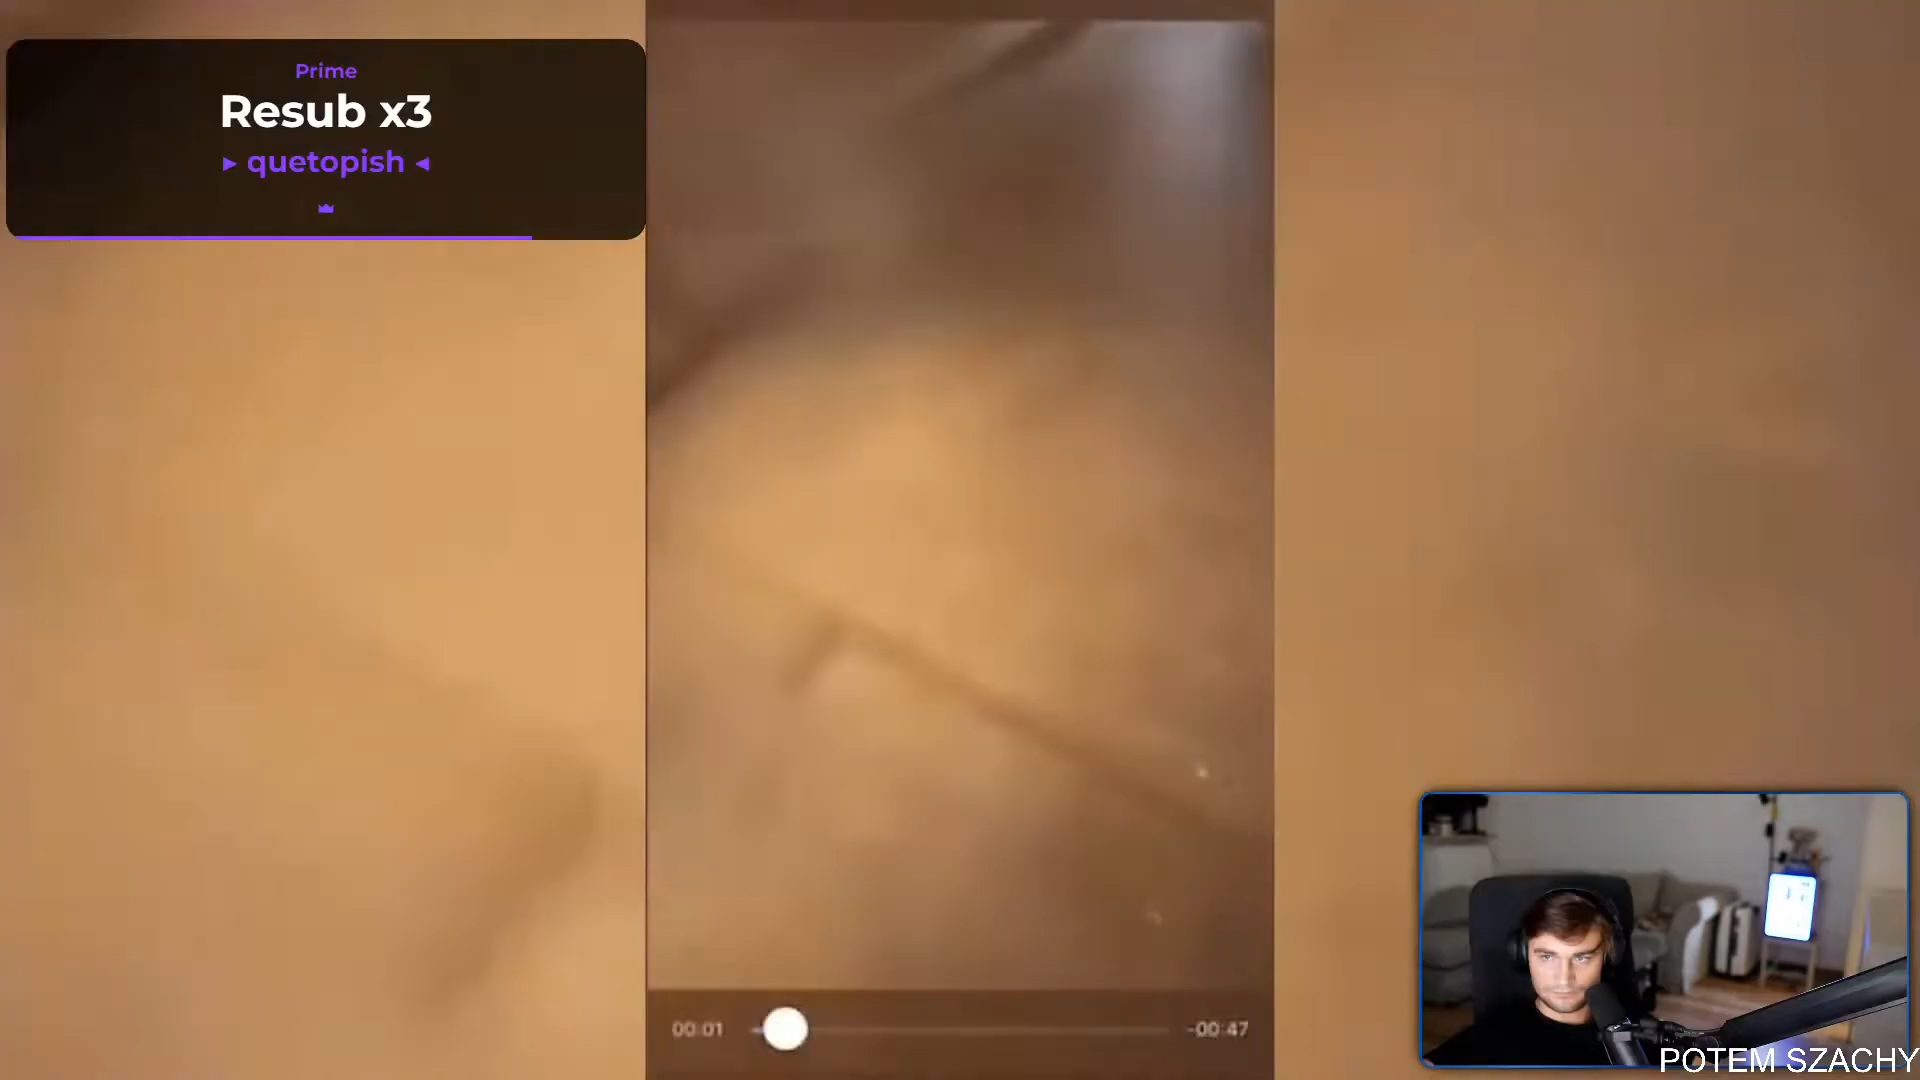 Prime
Resub x3
quetopish
00:01
-00:47
POTEM SZACHY